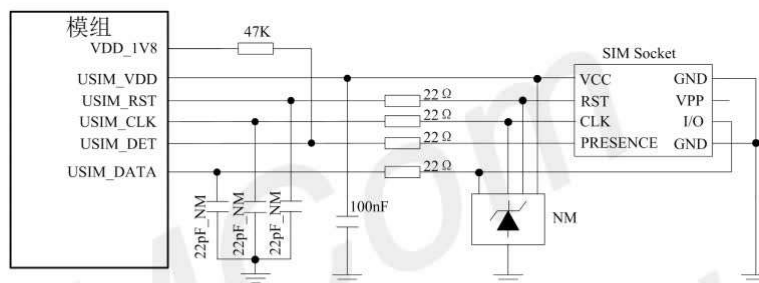 模组
VDD_1V8
47K
SIM Socket
USIM_VDD
VCC
GND
USIM_RST
22Ω
RST
VPP
USIM_CLK
22Ω
CLK
I/O
USIM_DET
22Ω
PRESENCE
GND
USIM_DATA
22Ω
22pF_NM
22pF_NM
22pF_NM
100nF
NM